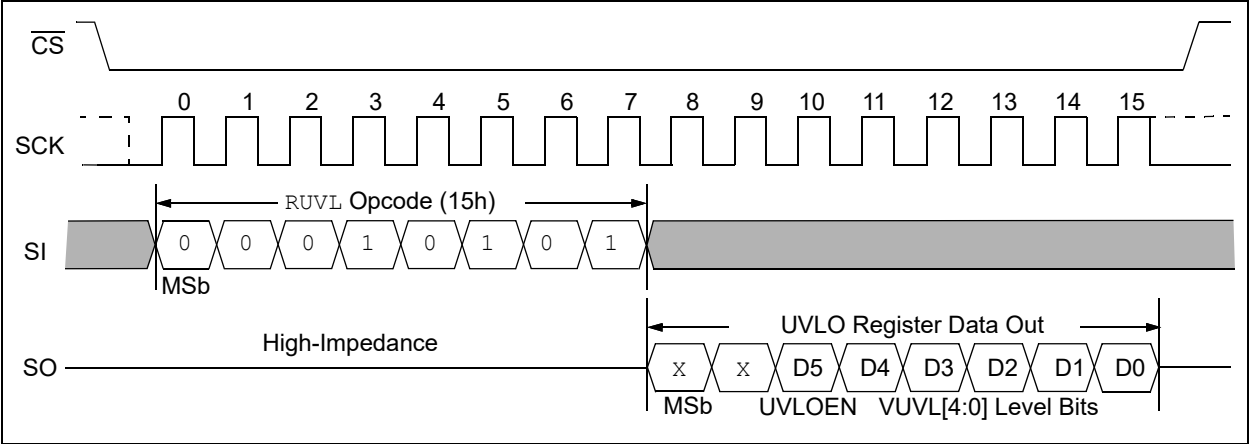 CS
0 1 2 3 4 5 6 7 8 9 10 11 12 13 14 15
SCK
RUVL Opcode (15h)
SI 0 0 0 1 0 1 0 1
MSb
UVLO Register Data Out
High-Impedance
SO X X D5 D4 D3 D2 D1 D0
MSb UVLOEN VUVL[4:0] Level Bits